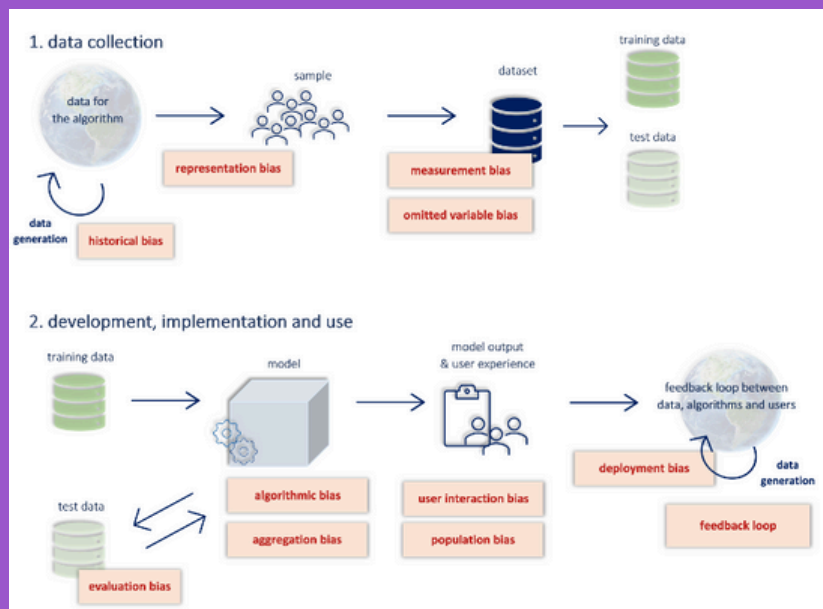 1. data collection
training data
sample
dataset
data for
the algorithm
test data
representation bias
measurement bias
omitted variable bias
data
generation
historical bias
2. development, implementation and use
training data
model
model output
& user experience
feedback loop between
data, algorithms and users
deployment bias
data
generation
algorithmic bias
user interaction bias
test data
aggregation bias
population bias
feedback loop
evaluation bias